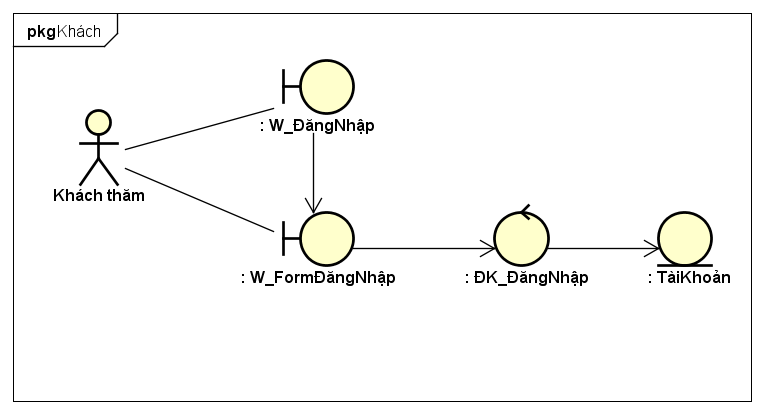 pkgKhách
: W_ĐăngNhập
Khách thăm
: W_FormĐăngNhập
: ĐK_ĐăngNhập
: TàiKhoản